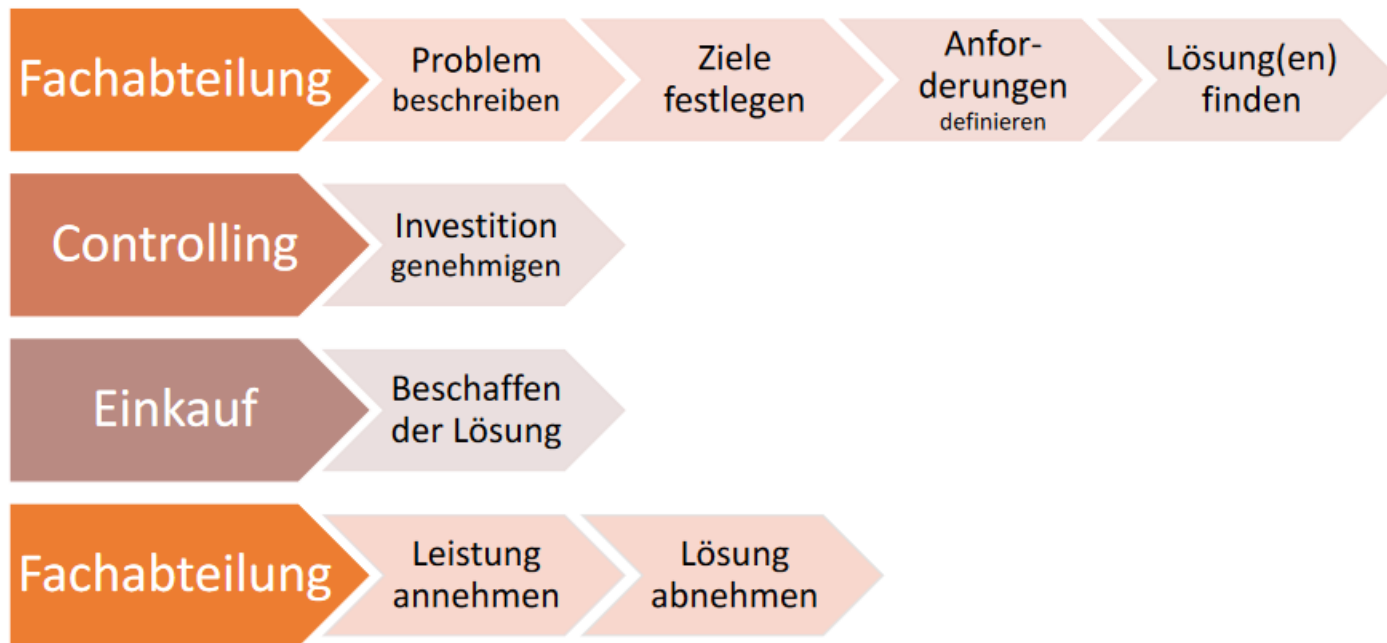 Fachabteilung
Problem
beschreiben
Ziele
festlegen
Anfor-
derungen
definieren
Lösung(en)
finden
Controlling
Investition
genehmigen
Einkauf
Beschaffen
der Lösung
Fachabteilung
Leistung
annehmen
Lösung
abnehmen